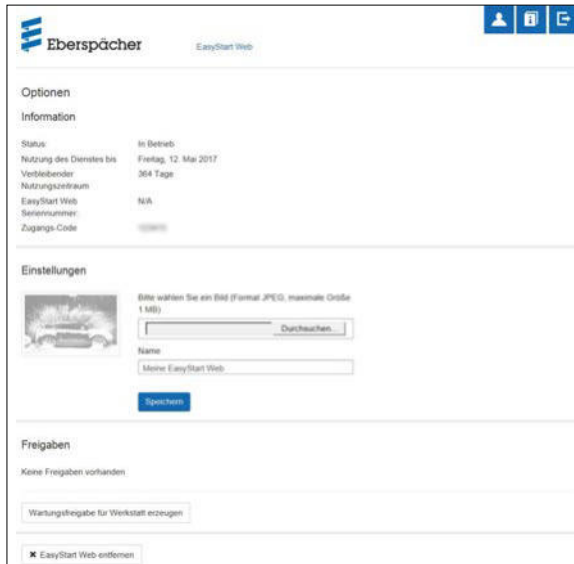 Eberspächer
EasyStart Web
Optionen
Information
Status: In Betrieb
Nutzung des Dienstes bis Freitag, 12. Mai 2017
Verbleibender 364 Tage
Nutzungszeitraum
EasyStart Web N/A
Seriennummer:
Zugangs-Code
Einstellungen
Bitte wählen Sie ein Bild (Format JPEG, maximale Größe
1 MB)
Durchsuchen...
Name
Meine EasyStart Web
Speichern
Freigaben
Keine Freigaben vorhanden
Wartungsfreigabe für Werkstatt erzeugen
✖ EasyStart Web entfernen